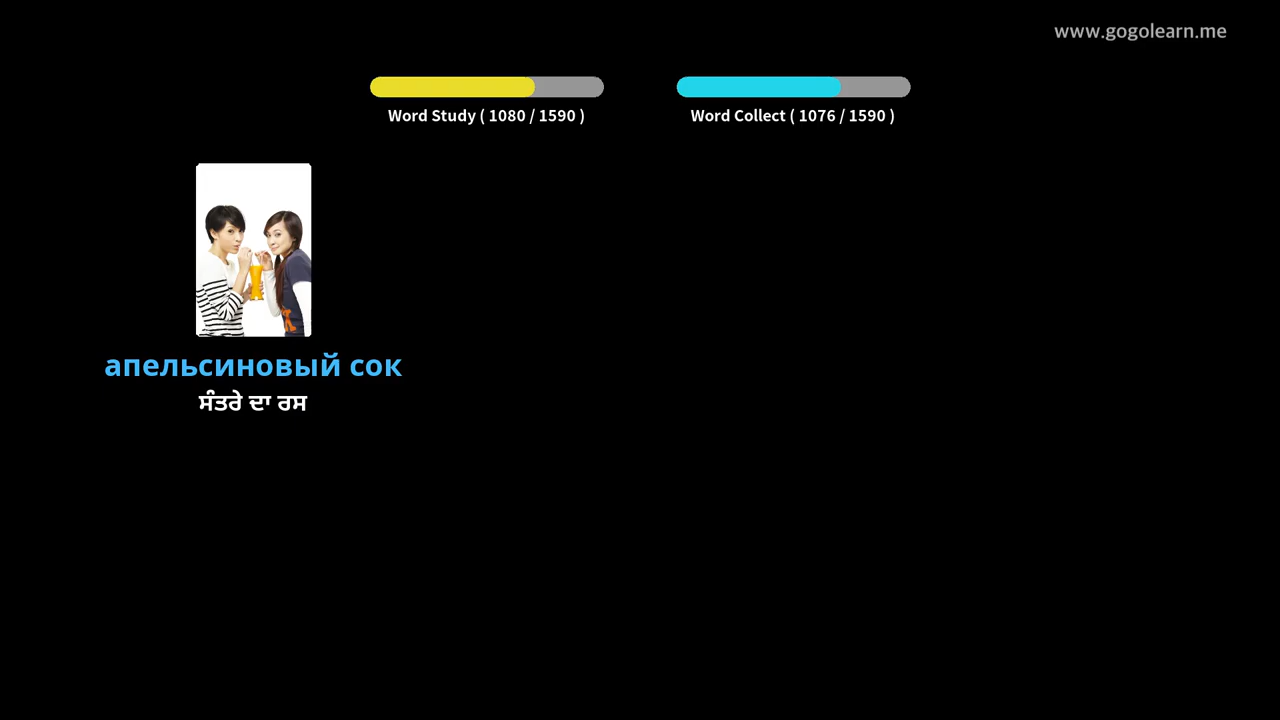 www.gogolearn.me
Word Study ( 1080 / 1590 )
Word Collect ( 1076 / 1590 )
апельсиновый сок
ਸੰਤਰੇ ਦਾ ਰਸ